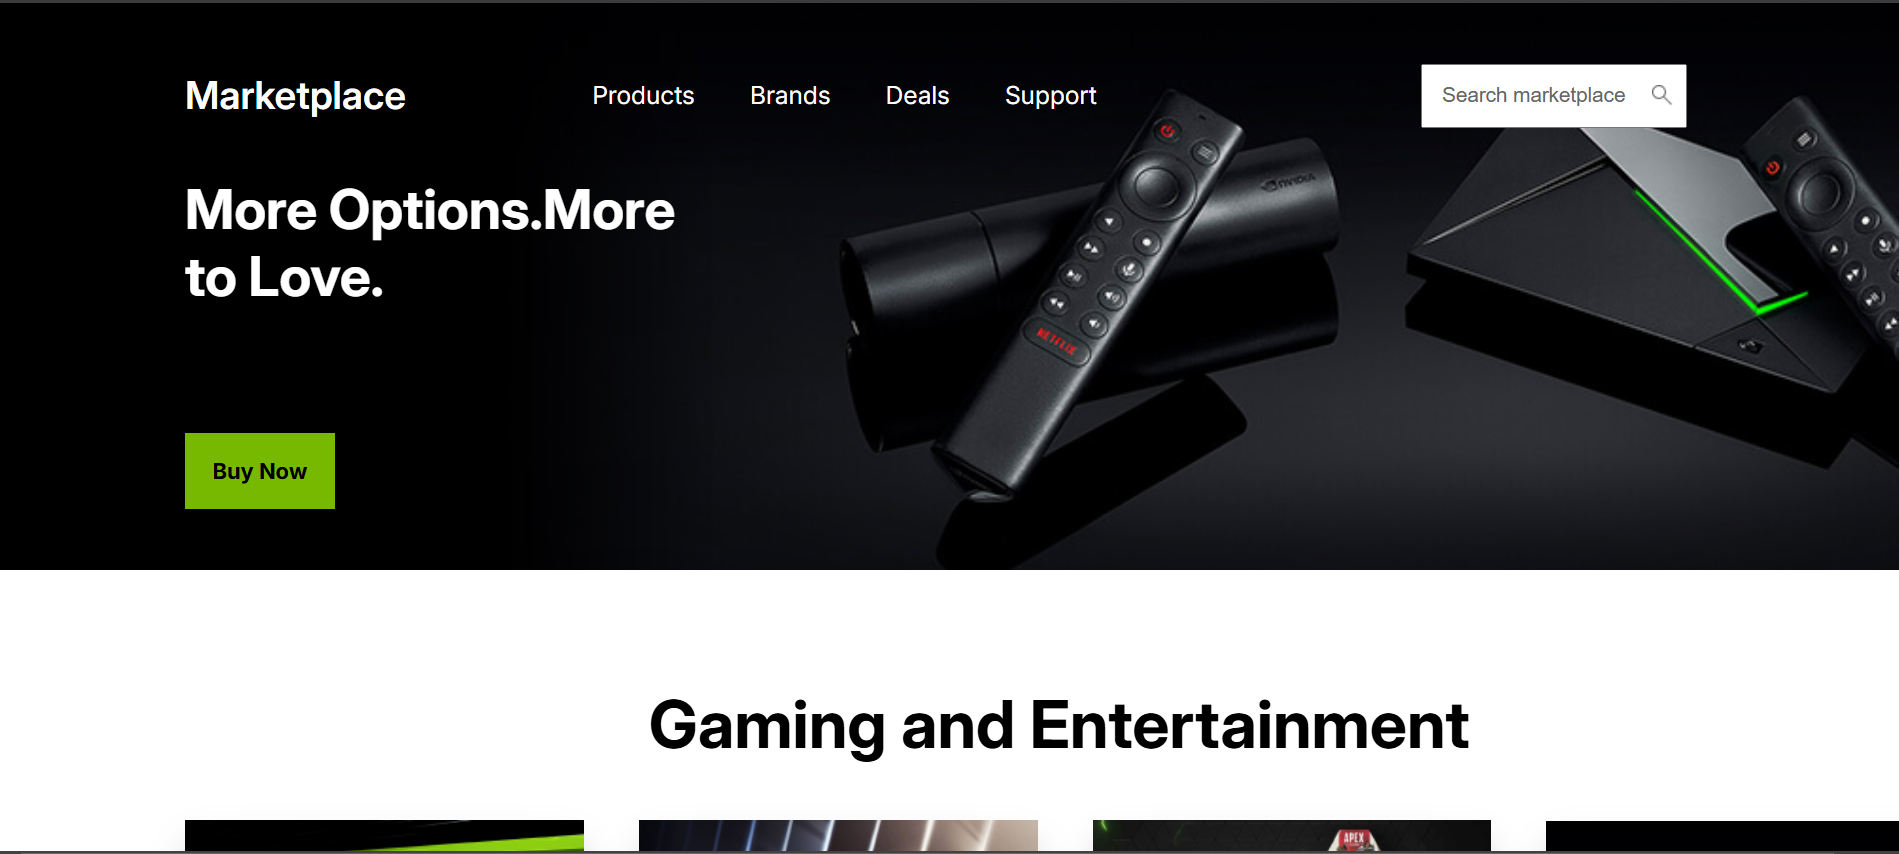 Marketplace
Products
Brands
Deals
Support
Search marketplace
More Options.More
to Love.
NVIDIA
NETFLIX
Buy Now
Gaming and Entertainment
APEX